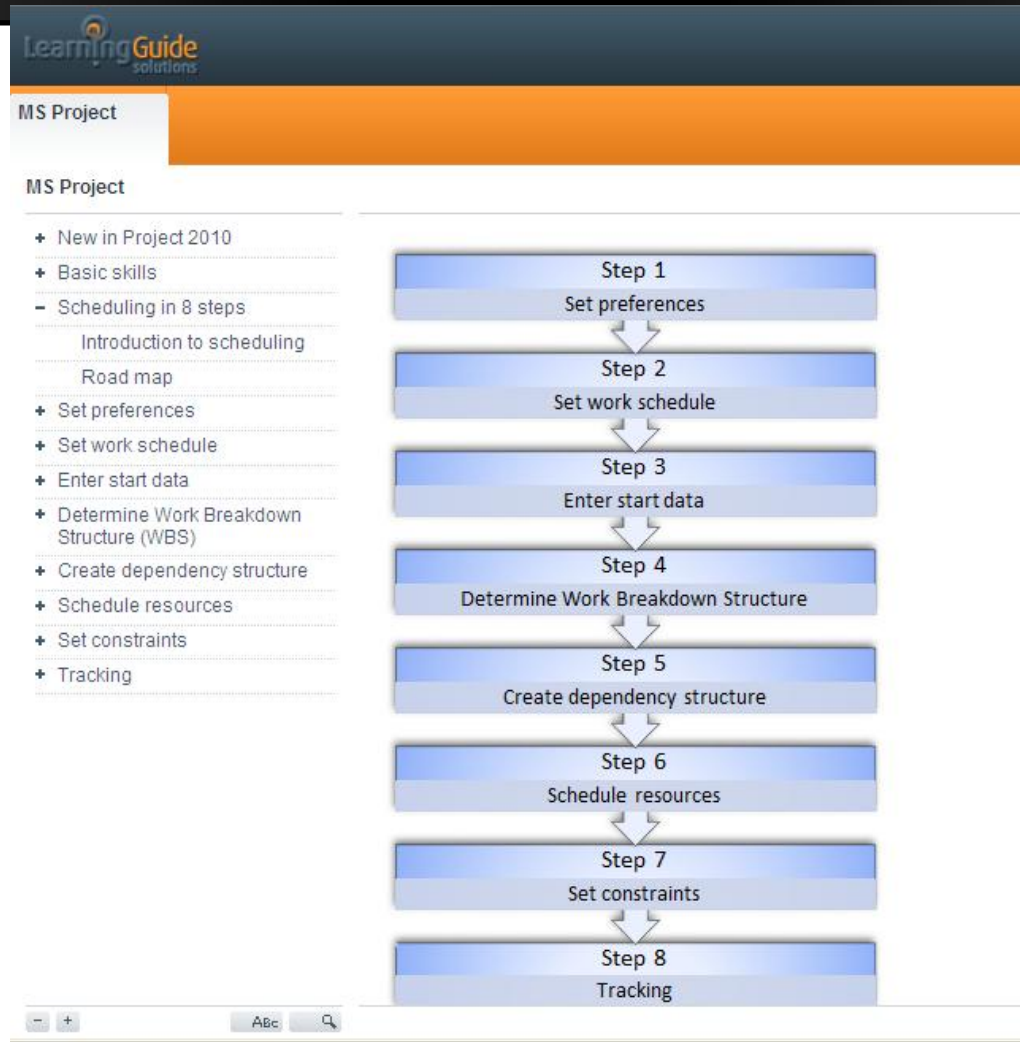 Learning Guide
solutions
MS Project
MS Project
New in Project 2010
Basic skills
Scheduling in 8 steps
Introduction to scheduling
Road map
Set preferences
Set work schedule
Enter start data
Determine Work Breakdown
Structure (WBS)
Create dependency structure
Schedule resources
Set constraints
Tracking
ABc
Step 1
Set preferences
Step 2
Set work schedule
Step 3
Enter start data
Step 4
Determine Work Breakdown Structure
Step 5
Create dependency structure
Step 6
Schedule resources
Step 7
Set constraints
Step 8
Tracking